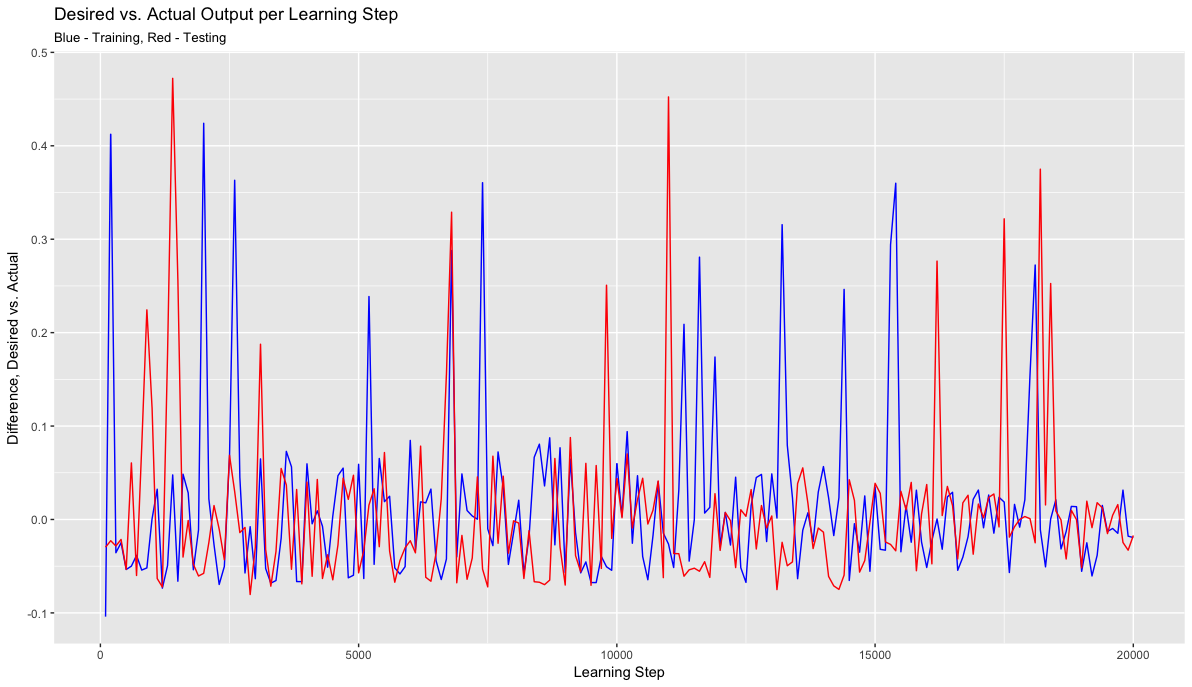 Desired vs. Actual Output per Learning Step
Blue - Training, Red - Testing
Difference, Desired vs. Actual
0.5
0.4
0.3
0.2
0.1
0.0
-0.1
0 5000 10000 15000 20000
Learning Step